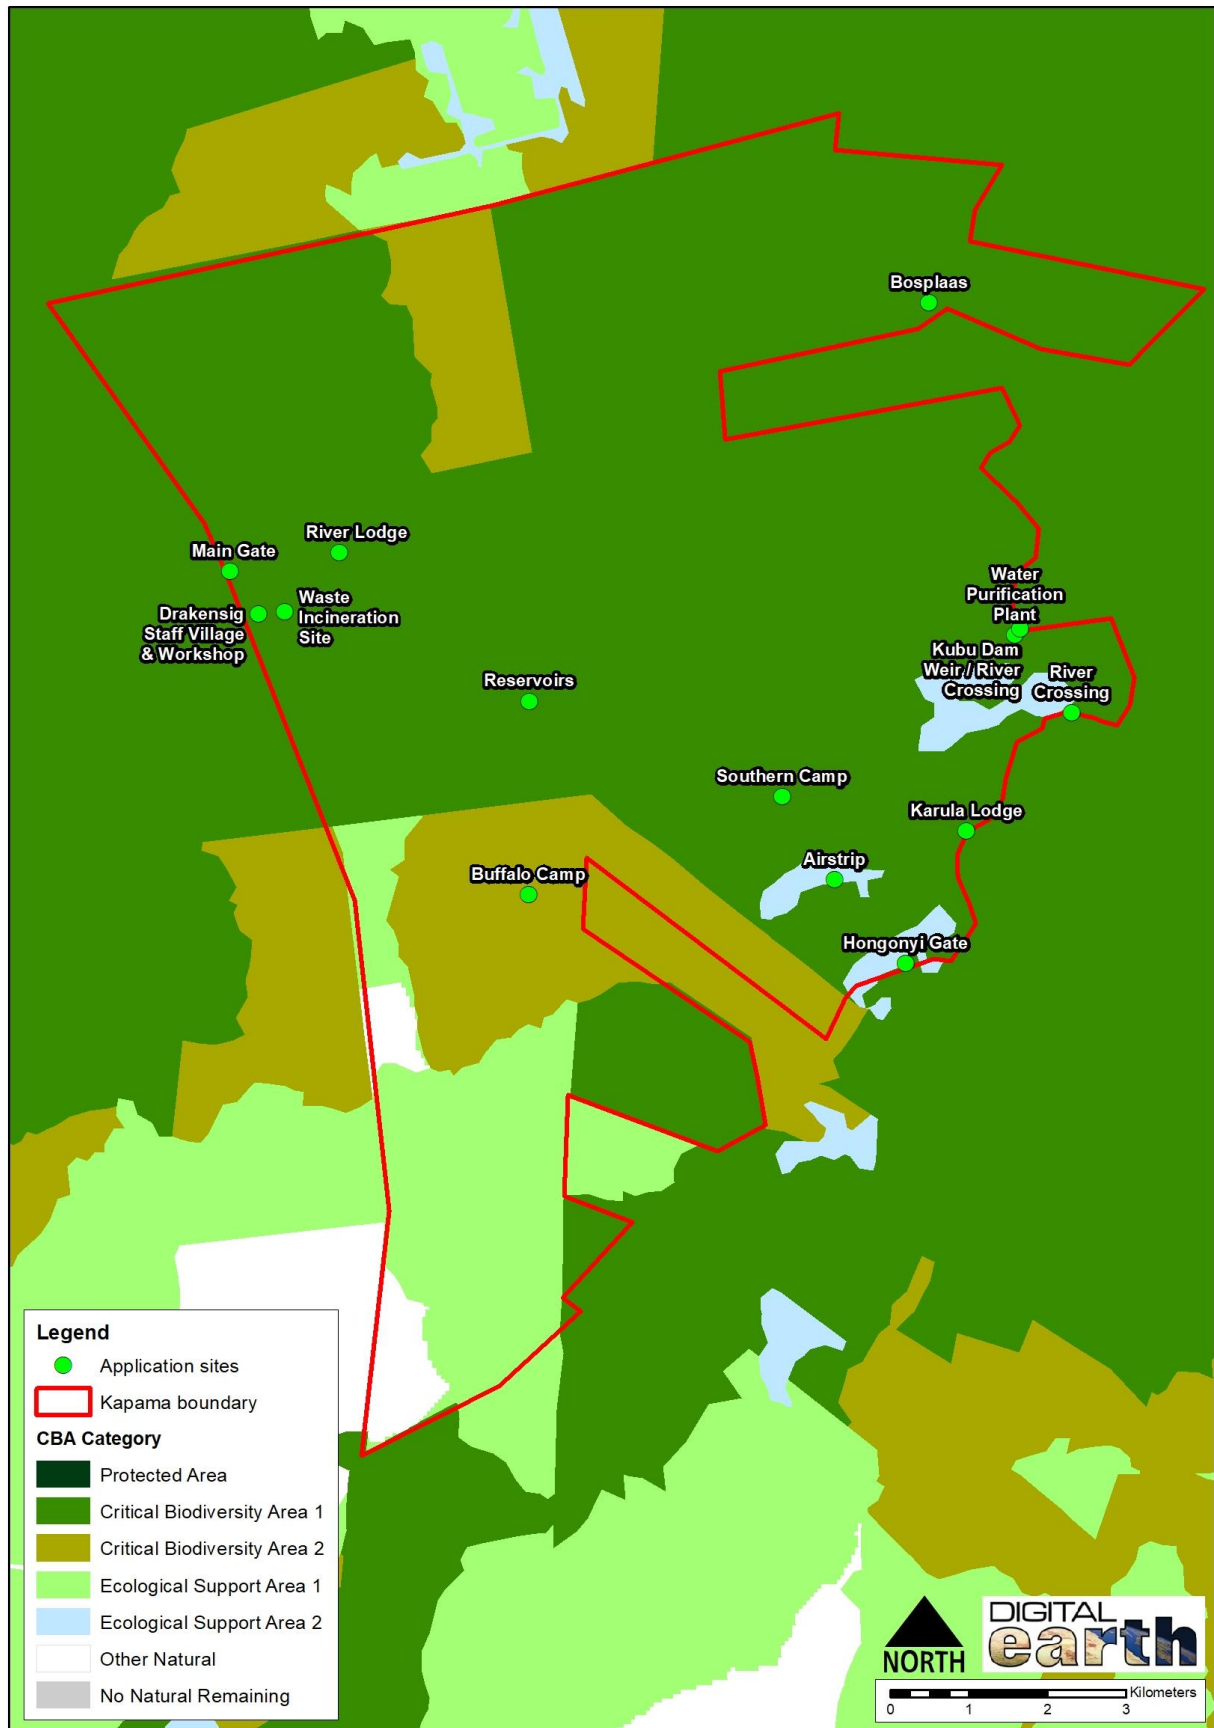 Bosplaas
River Lodge
Main Gate
Waste
Incineration
Site
Drakensig
Staff Village
& Workshop
Water
Purification
Plant
Kubu Dam
Weir / River
Crossing
River
Crossing
Reservoirs
Southern Camp
Karula Lodge
Airstrip
Buffalo Camp
Hongonyi Gate
Legend
Application sites
Kapama boundary
CBA Category
Protected Area
Critical Biodiversity Area 1
Critical Biodiversity Area 2
Ecological Support Area 1
Ecological Support Area 2
Other Natural
No Natural Remaining
NORTH
DIGITAL
earth
Kilometers
0 1 2 3